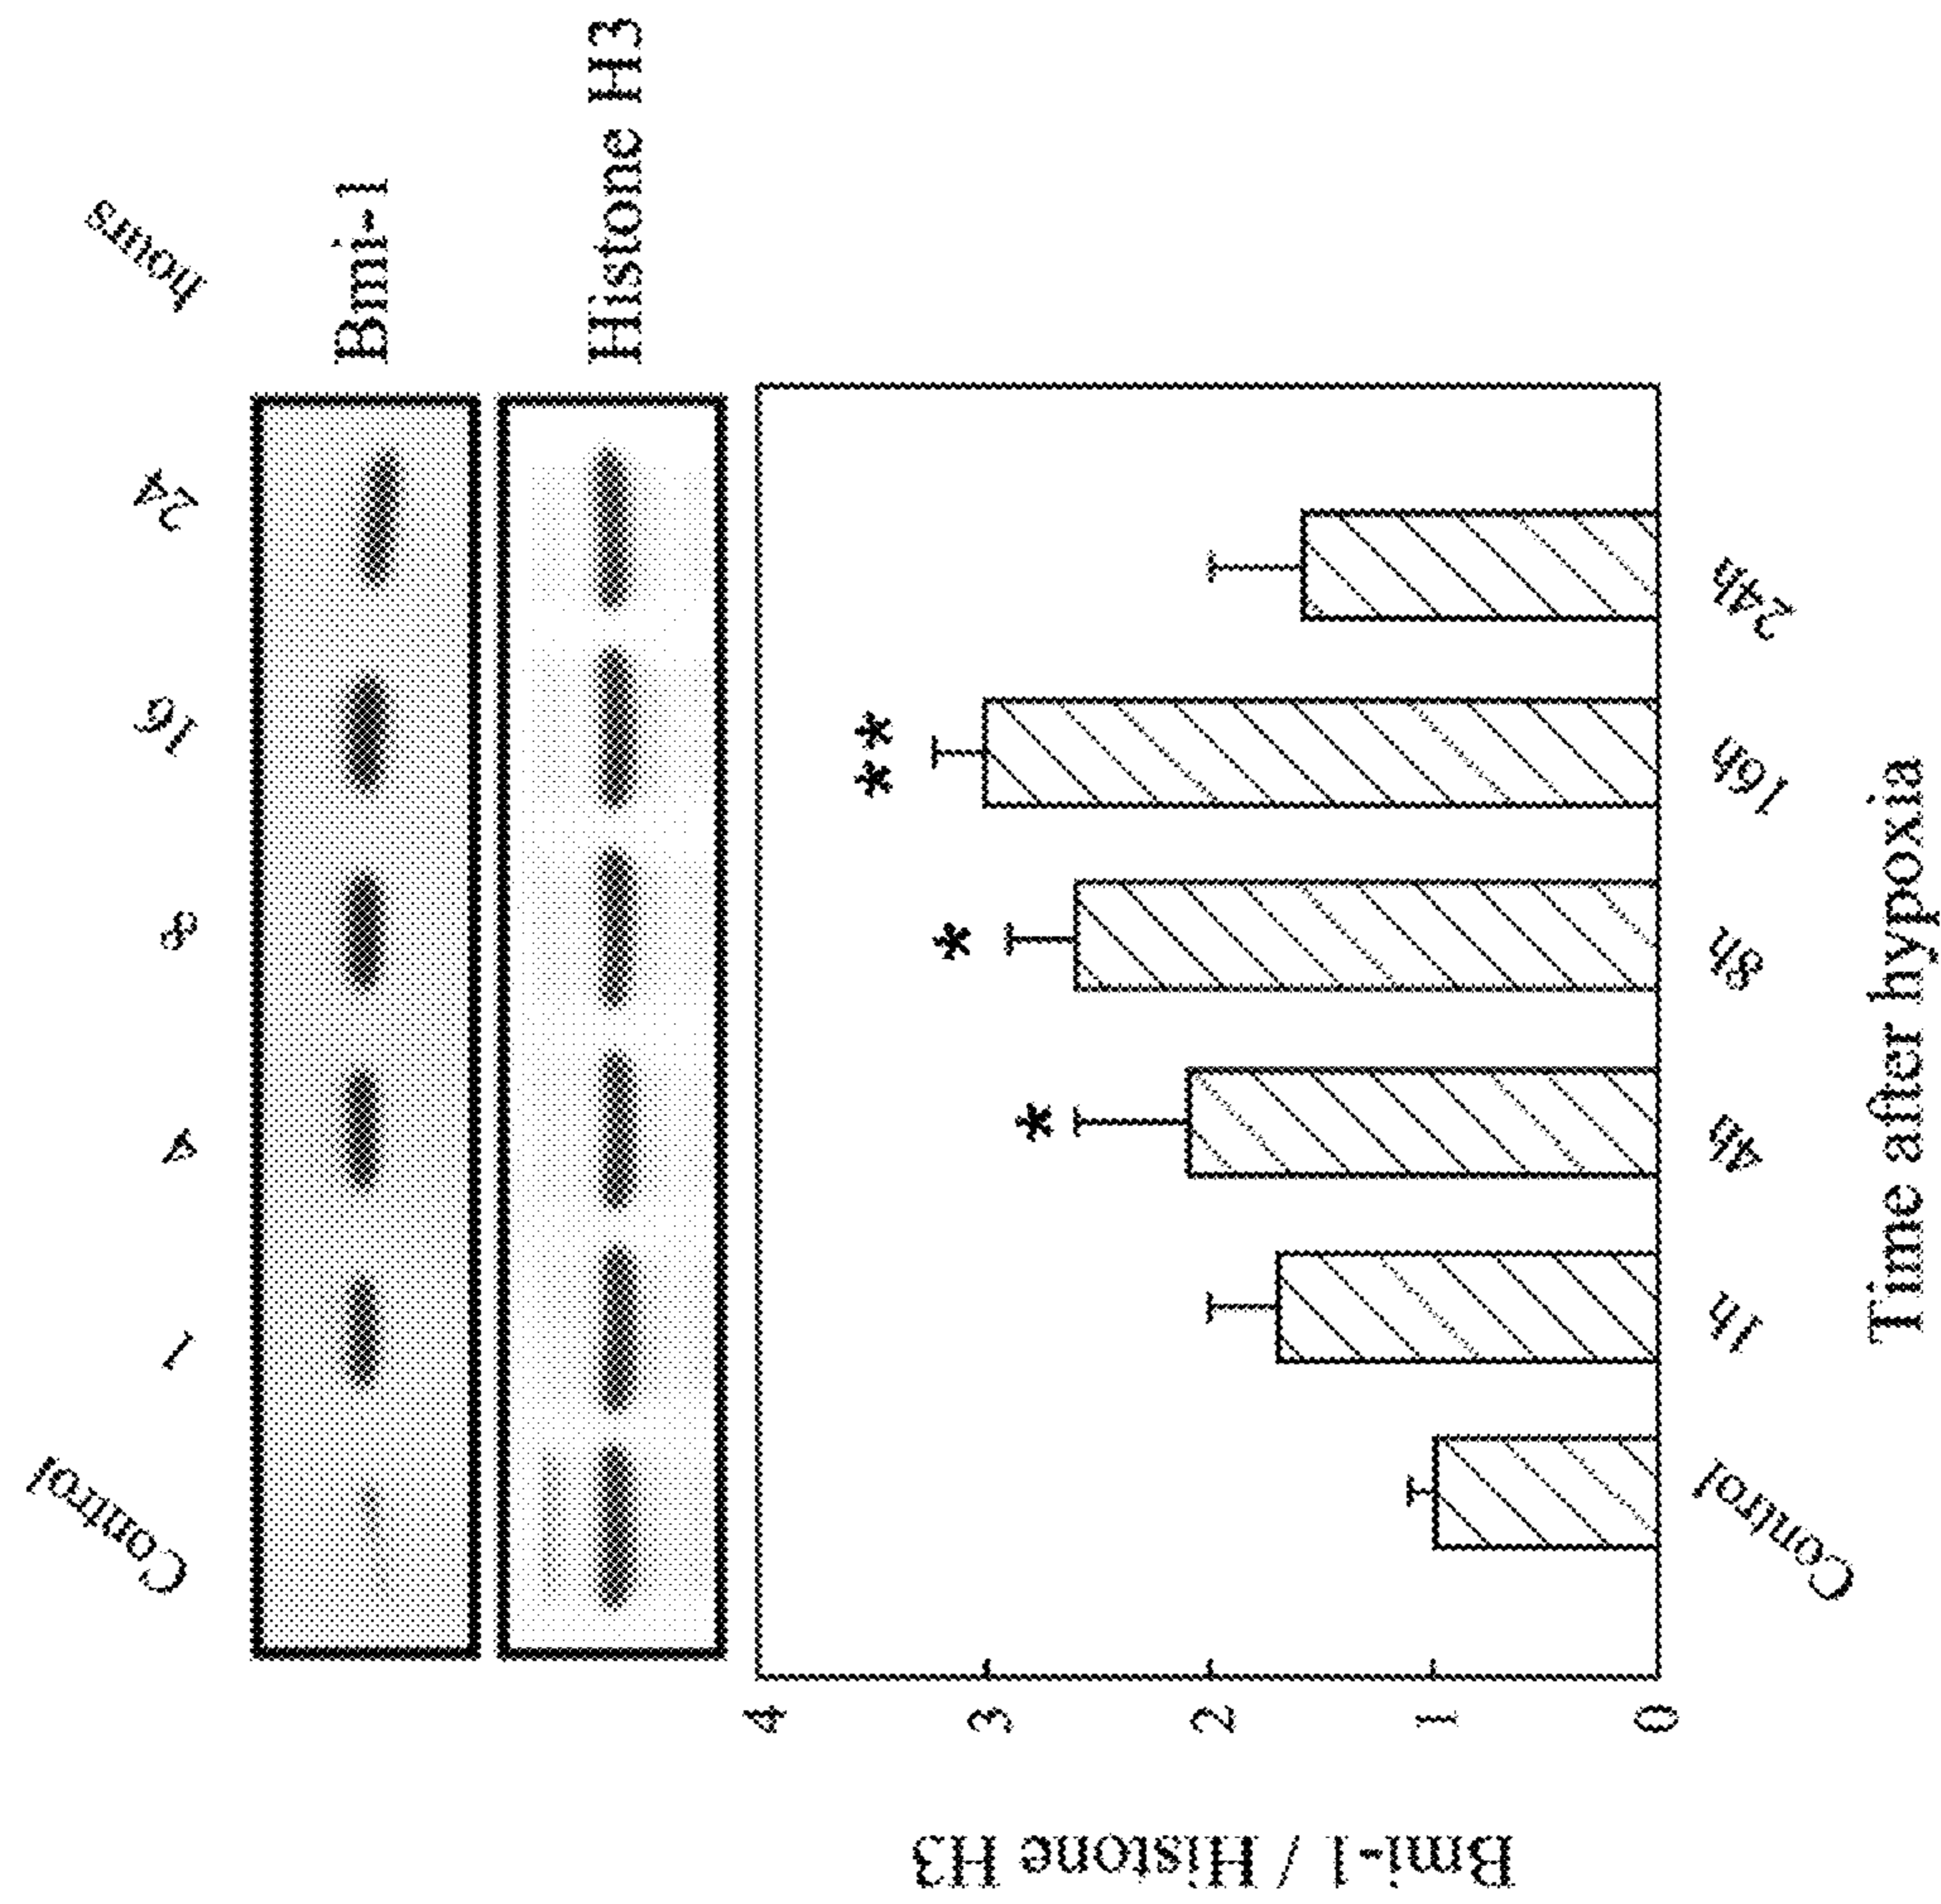 Control 1 4 8 16 24 hours
Bmi-1
Histone H3
Bmi-1 / Histone H3
4
3
2
1
0
*
*
**
Control 1h 4h 8h 16h 24h
Time after hypoxia